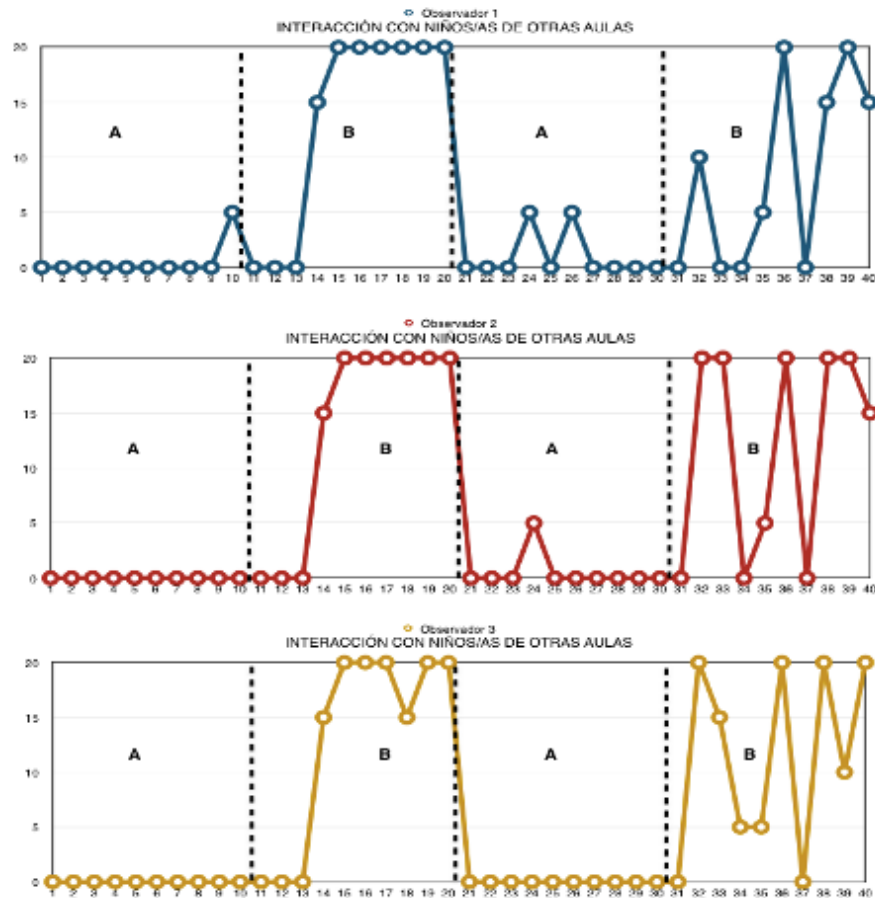 Observador 1
INTERACCIÓN CON NIÑOS/AS DE OTRAS AULAS
20
15
10
5
0
A B A B
1 2 3 4 5 6 7 8 9 10 11 12 13 14 15 16 17 18 19 20 21 22 23 24 25 26 27 28 29 30 31 32 33 34 35 36 37 38 39 40
Observador 2
INTERACCIÓN CON NIÑOS/AS DE OTRAS AULAS
20
15
10
5
0
A B A B
1 2 3 4 5 6 7 8 9 10 11 12 13 14 15 16 17 18 19 20 21 22 23 24 25 26 27 28 29 30 31 32 33 34 35 36 37 38 39 40
Observador 3
INTERACCIÓN CON NIÑOS/AS DE OTRAS AULAS
20
15
10
5
0
A B A B
1 2 3 4 5 6 7 8 9 10 11 12 13 14 15 16 17 18 19 20 21 22 23 24 25 26 27 28 29 30 31 32 33 34 35 36 37 38 39 40